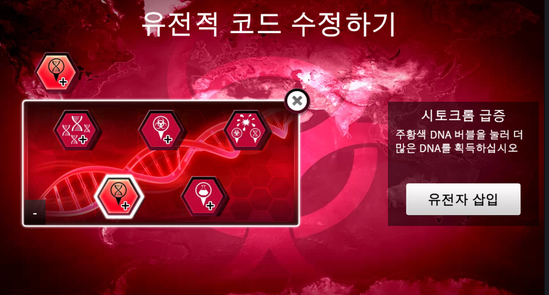 유전적 코드 수정하기
시토크롬 급증
주황색 DNA 버블을 눌러 더
많은 DNA를 획득하십시오
유전자 삽입
-